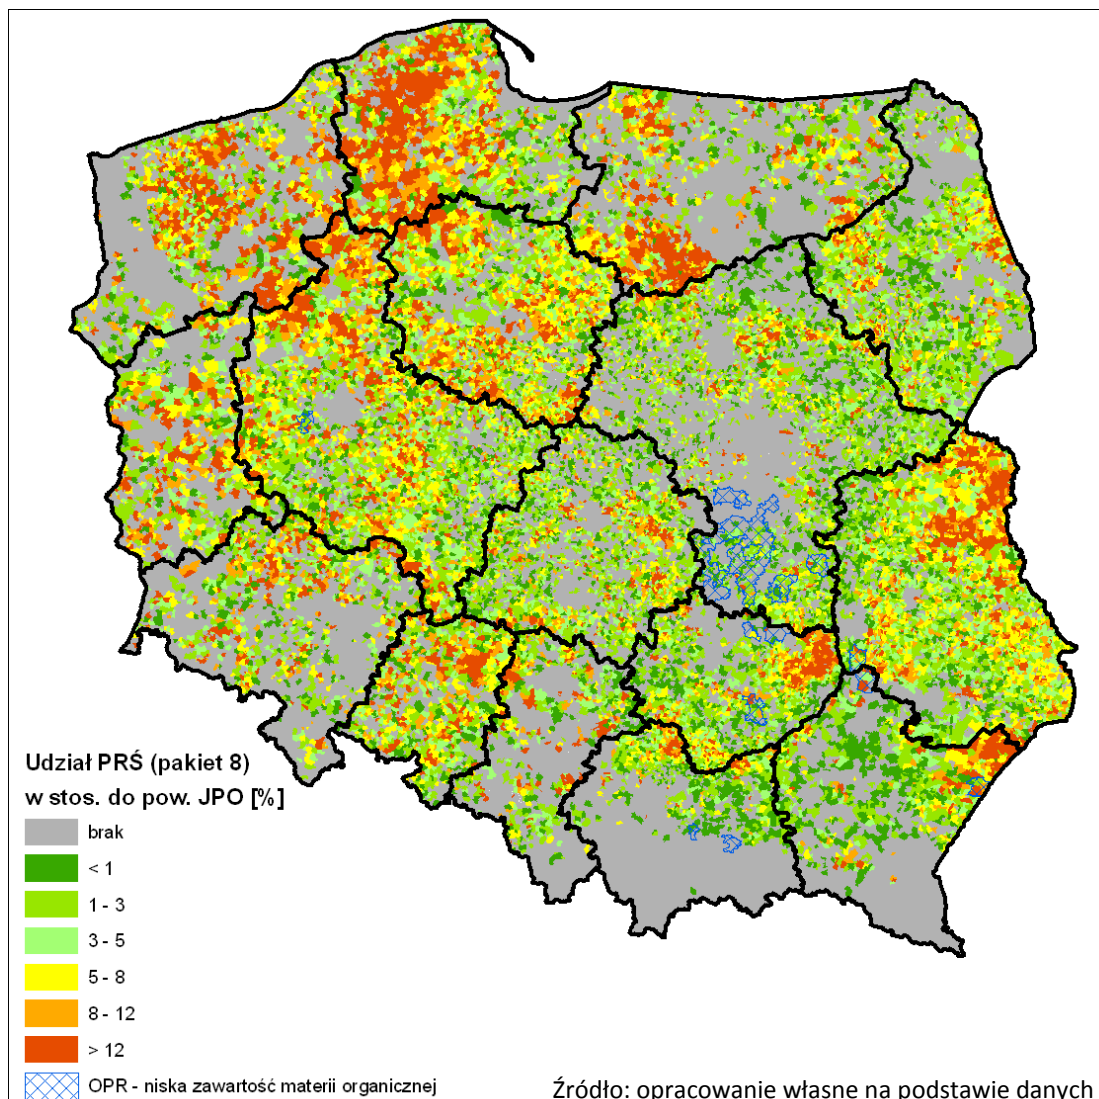 Udział PRŚ (pakiet 8)
w stos. do pow. JPO [%]
brak
< 1
1 - 3
3 - 5
5 - 8
8 - 12
> 12
OPR - niska zawartość materii organicznej
Źródło: opracowanie własne na podstawie danych